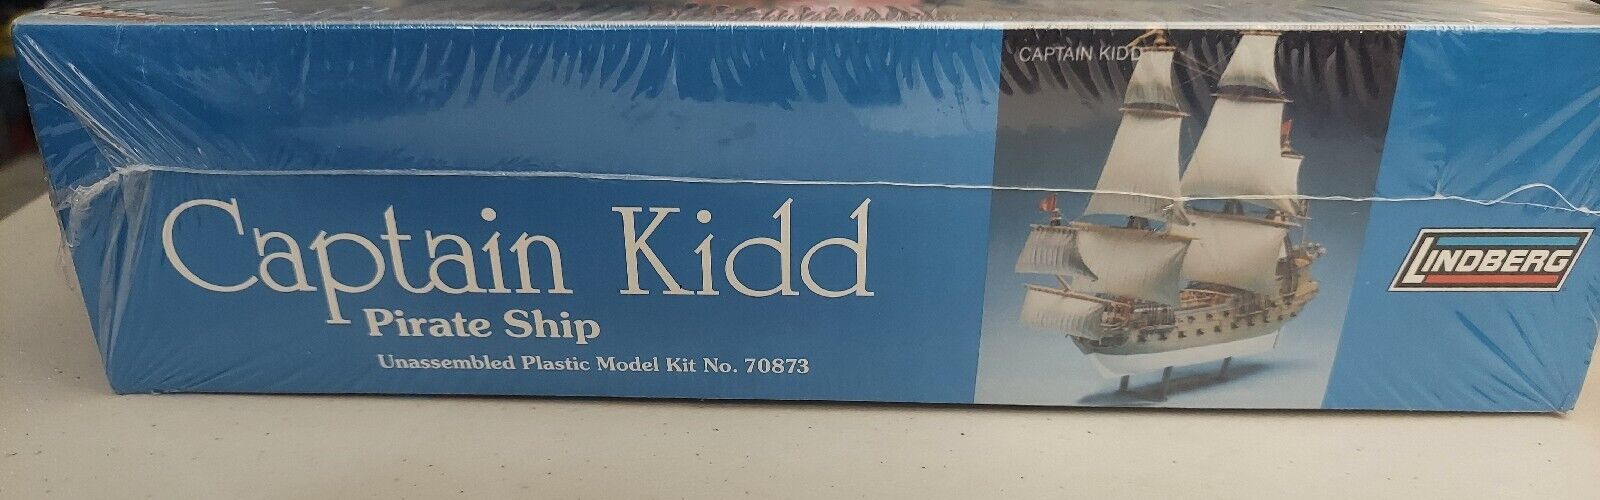 Captain Kidd
Pirate Ship
Unassembled Plastic Model Kit No. 70873
CAPTAIN KIDD
LINDBERG